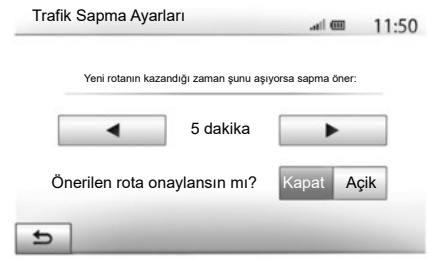 Trafik Sapma Ayarları
11:50
Yeni rotanın kazandığı zaman şunu aşıyorsa sapma öner:
5 dakika
Önerilen rota onaylansın mı? Kapat Açik